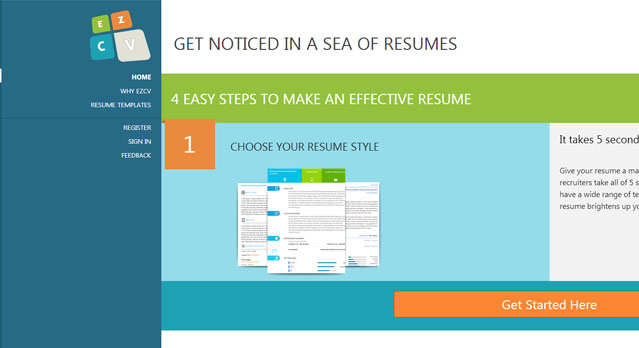 E Z
C V
HOME
WHY EZCV
RESUME TEMPLATES
REGISTER
SIGN IN
FEEDBACK
GET NOTICED IN A SEA OF RESUMES
4 EASY STEPS TO MAKE AN EFFECTIVE RESUME
1
CHOOSE YOUR RESUME STYLE
It takes 5 second
Give your resume a ma
recruiters take all of 5 s
have a wide range of te
resume brightens up yo
Get Started Here